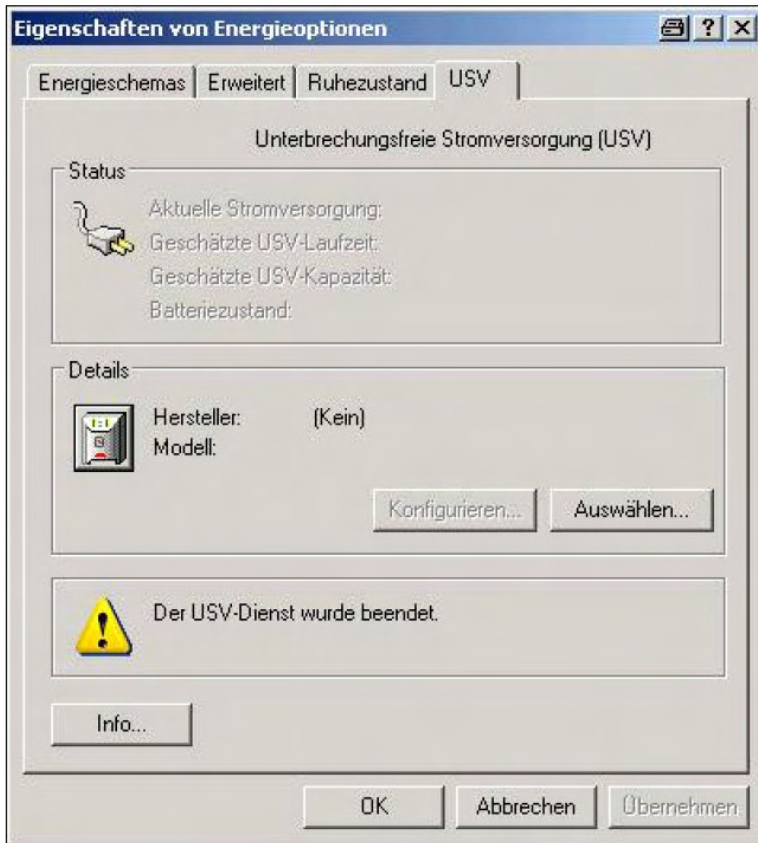 Eigenschaften von Energieoptionen
Energieschemas Erweitert Ruhezustand USV
Unterbrechungsfreie Stromversorgung (USV)
Status
Aktuelle Stromversorgung:
Geschätzte USV-Laufzeit:
Geschätzte USV-Kapazität:
Batteriezustand:
Details
Hersteller: (Kein)
Modell:
Konfigurieren... Auswählen...
Der USV-Dienst wurde beendet.
Info...
OK Abbrechen Übernehmen